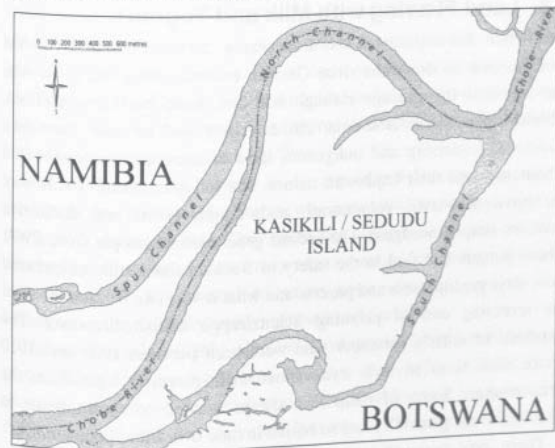 0 100 200 300 400 500 600 metres
North Channel
Chobe River
NAMIBIA
Spur Channel
KASIKILI / SEDUDU
ISLAND
South Channel
Chobe River
BOTSWANA